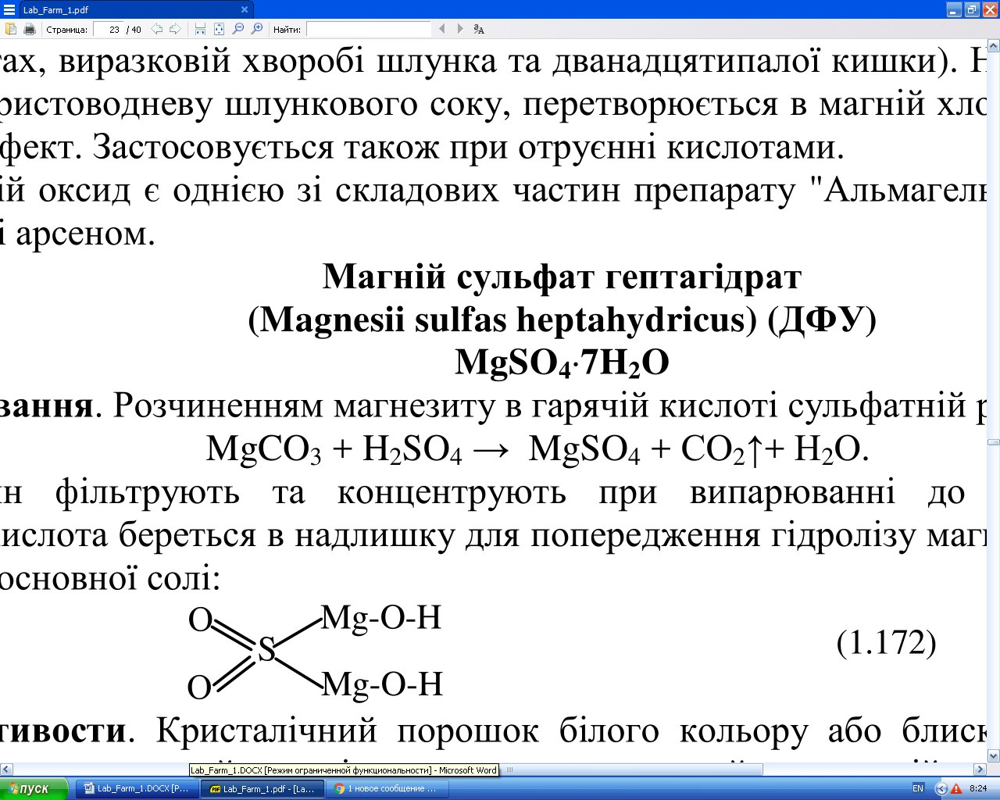 Lab_Farm_1.pdf
Страница: 23 / 40 Найти:
тах, виразковій хворобі шлунка та дванадцятипалої кишки). Н
ристоводневу шлункового соку, перетворюється в магній хло
фект. Застосовується також при отруєнні кислотами.
ій оксид є однією зі складових частин препарату "Альмагель
і арсеном.
Магній сульфат гептагідрат
(Magnesii sulfas heptahydricus) (ДФУ)
MgSO₄·7H₂O
вання. Розчиненням магнезиту в гарячій кислоті сульфатній р
MgCO₃ + H₂SO₄ → MgSO₄ + CO₂↑+ H₂O.
ин фільтрують та концентрують при випарюванні до
кислота береться в надлишку для попередження гідролізу магн
основної солі:
O Mg-O-H
S (1.172)
O Mg-O-H
тивости. Кристалічний порошок білого кольору або блиск
Lab_Farm_1.DOCX [Режим ограниченной функциональности] - Microsoft Word
пуск Lab_Farm_1.DOCX [Р... Lab_Farm_1.pdf - [La... 1 новое сообщение ... EN 8:24